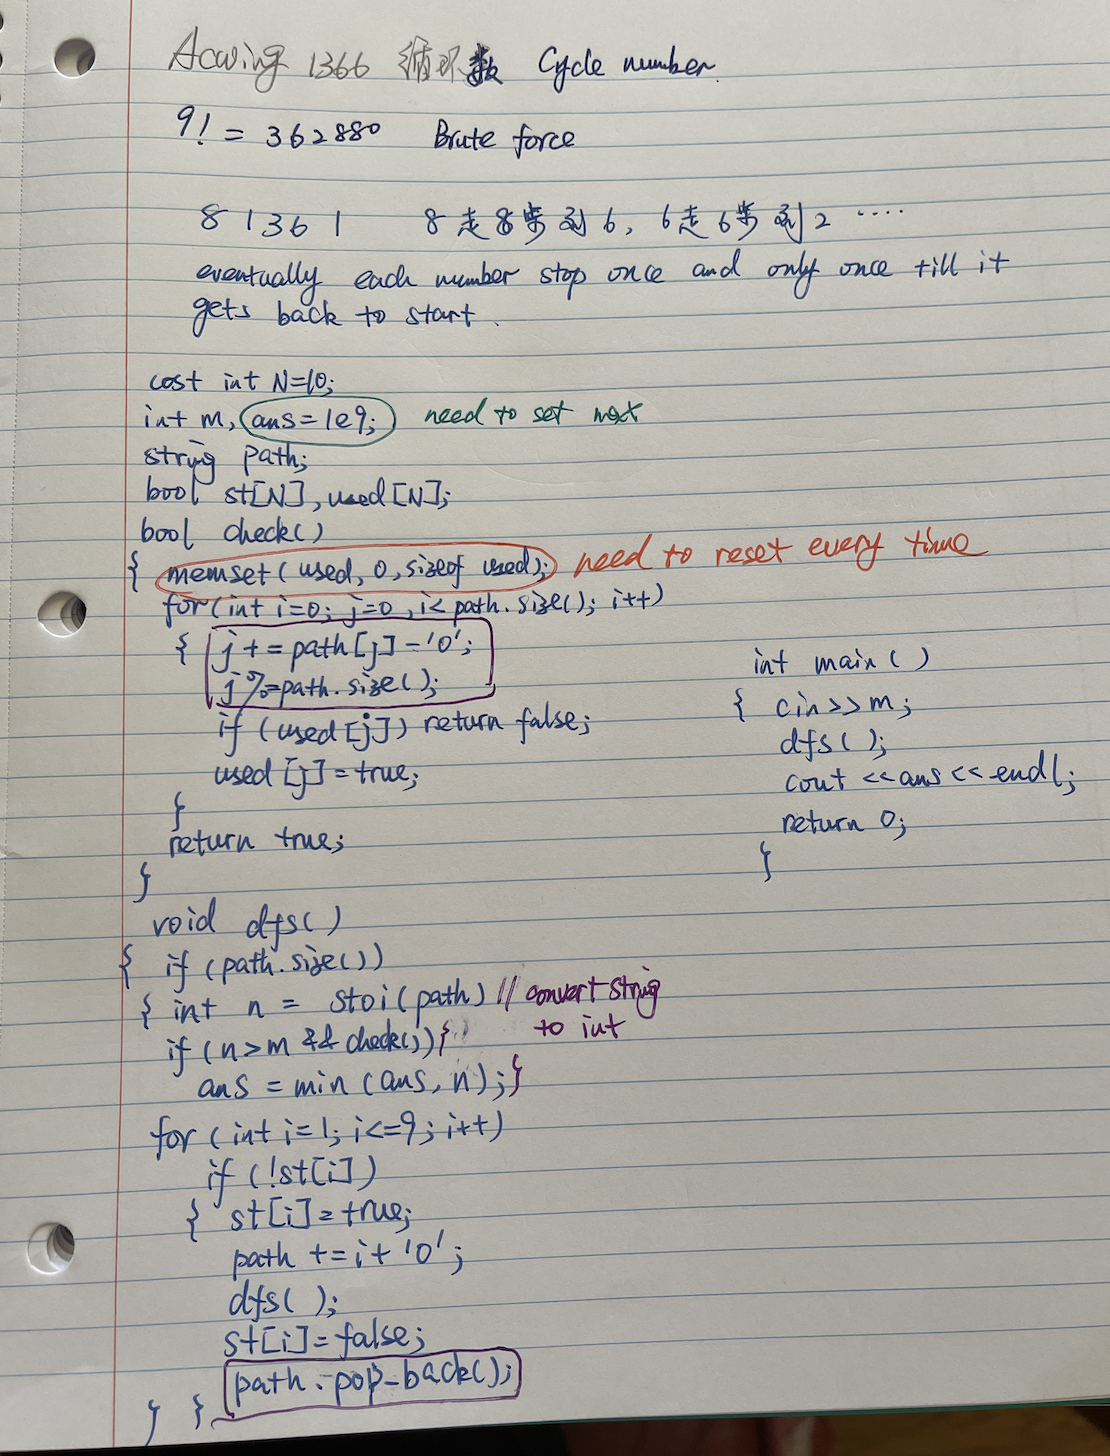 Acwing 1366 循环数 Cycle number.
9! = 362880 Brute force
8 1 3 6 1 8走8步到6, 6走6步到2 ····
eventually each number stop once and only once till it
gets back to start.
cost int N=10;
int m, ans=1e9; need to set max
string path;
bool st[N], used[N];
bool check()
{ memset( used, 0, sizeof used); need to reset every time
for(int i=0; j=0, i< path.size(); i++)
{ j += path[j] - '0';
j %= path.size();
if (used[j]) return false;
used[j] = true;
}
return true;
}
int main()
{ cin>>m;
dfs();
cout <<ans<<endl;
return 0;
}
void dfs()
{ if (path.size())
{ int n = stoi(path) // convert string
to int
if (n>m && check()){
ans = min (ans, n);}
for (int i=1; i<=9; i++)
if (!st[i])
{ st[i]=true;
path += i + '0';
dfs( );
st[i]=false;
path.pop-back();
} }